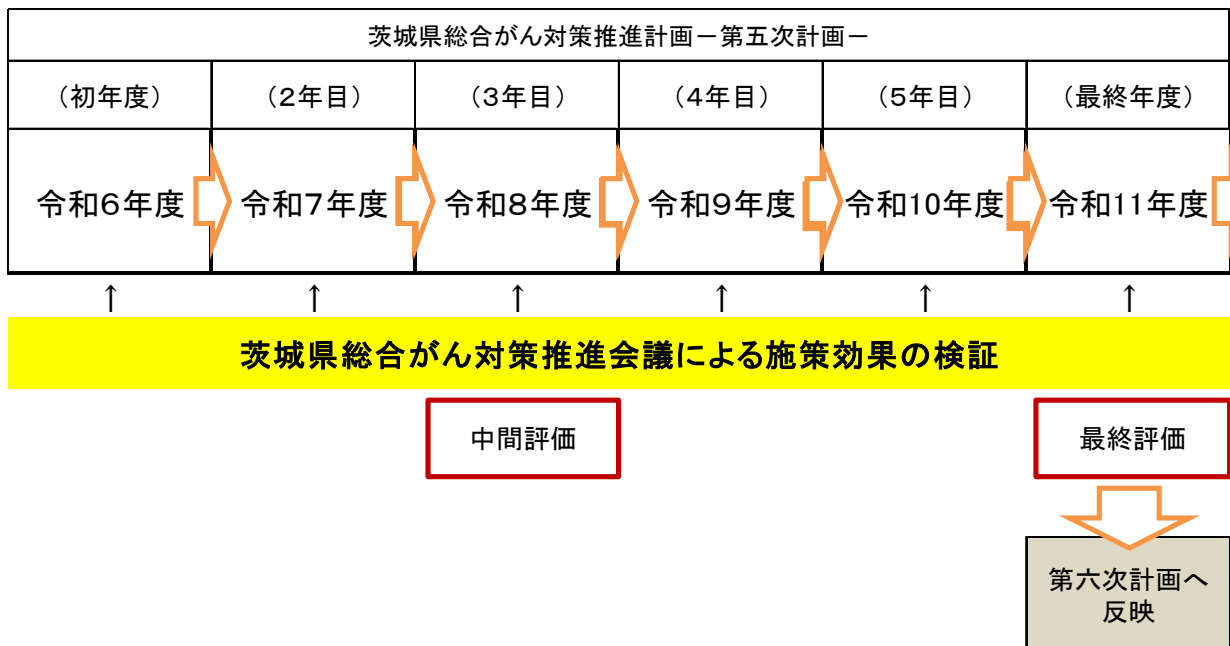 茨城県総合がん対策推進計画－第五次計画－
（初年度） （２年目） （３年目） （４年目） （５年目） （最終年度）
令和６年度 令和７年度 令和８年度 令和９年度 令和10年度 令和11年度
↑ ↑ ↑ ↑ ↑ ↑
茨城県総合がん対策推進会議による施策効果の検証
中間評価 最終評価
第六次計画へ
反映